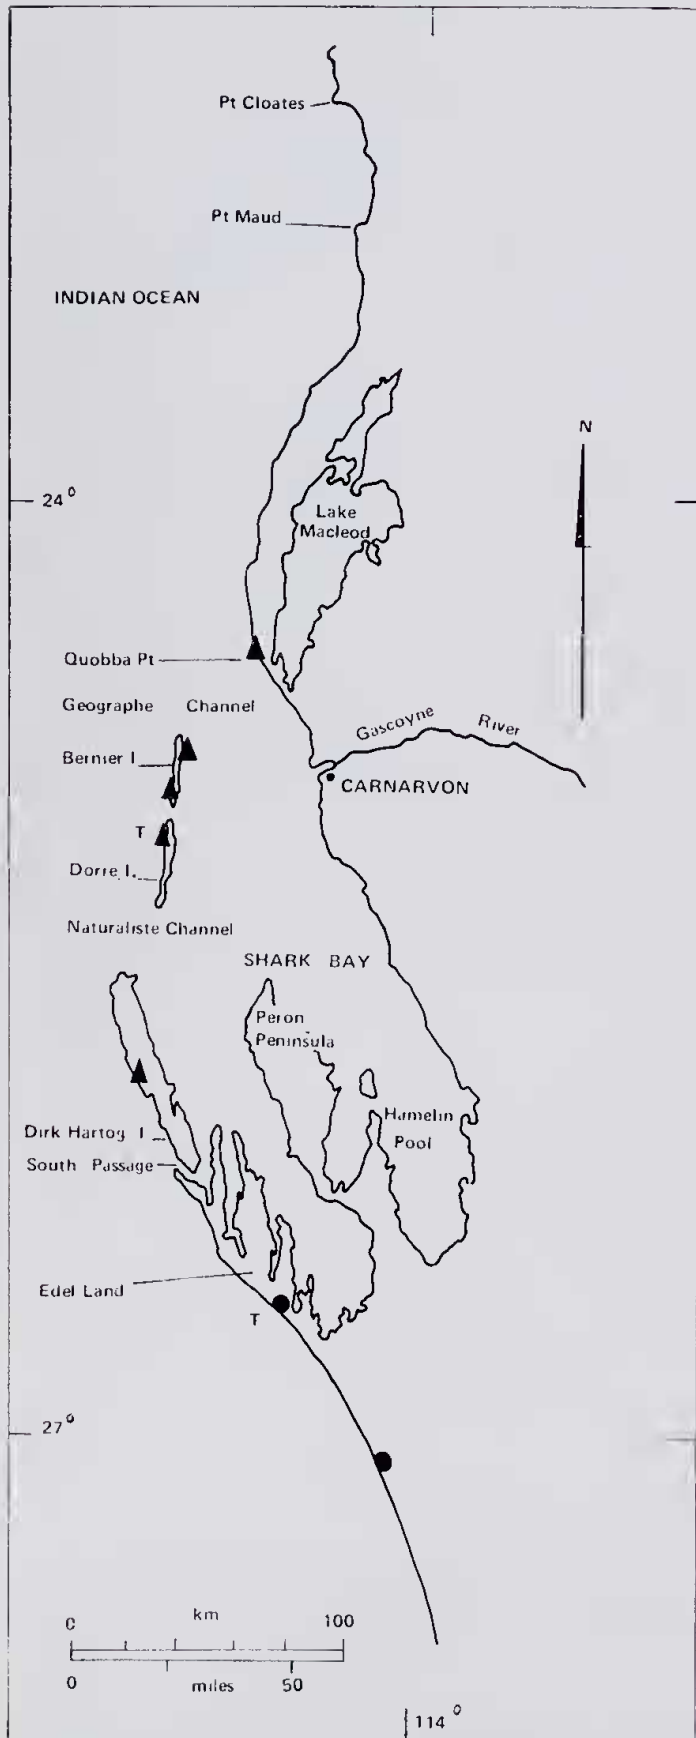 Pt Cloates
Pt Maud
INDIAN OCEAN
N
24°
Lake
Macleod
Quobba Pt
Geographe Channel
Gascoyne River
Bernier I
CARNARVON
T
Dorre I.
Naturaliste Channel
SHARK BAY
Peron
Peninsula
Hamelin
Pool
Dirk Hartog I
South Passage
Edel Land
T
27°
0 km 100
0 miles 50
114°